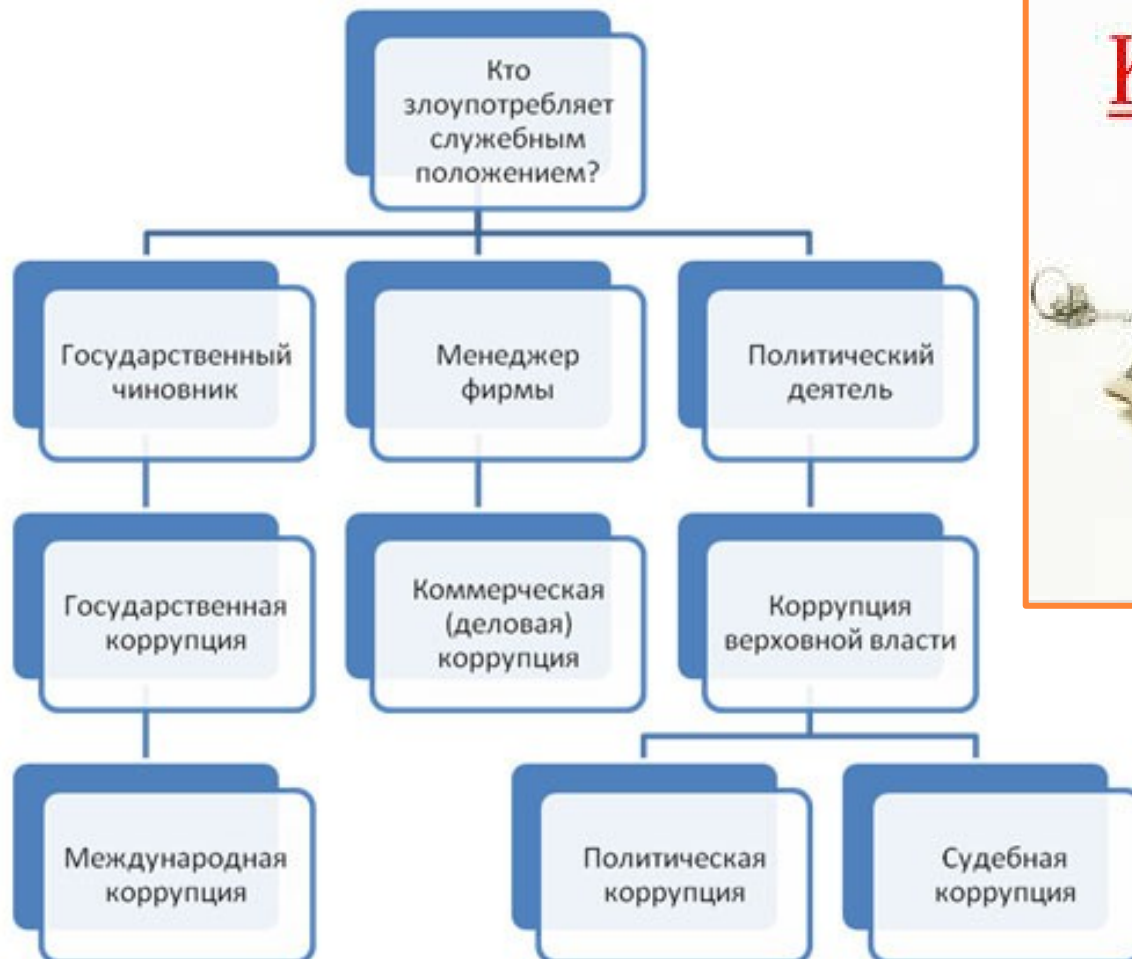 Кто
злоупотребляет
служебным
положением?
Государственный
чиновник
Менеджер
фирмы
Политический
деятель
Государственная
коррупция
Коммерческая
(деловая)
коррупция
Коррупция
верховной власти
Международная
коррупция
Политическая
коррупция
Судебная
коррупция